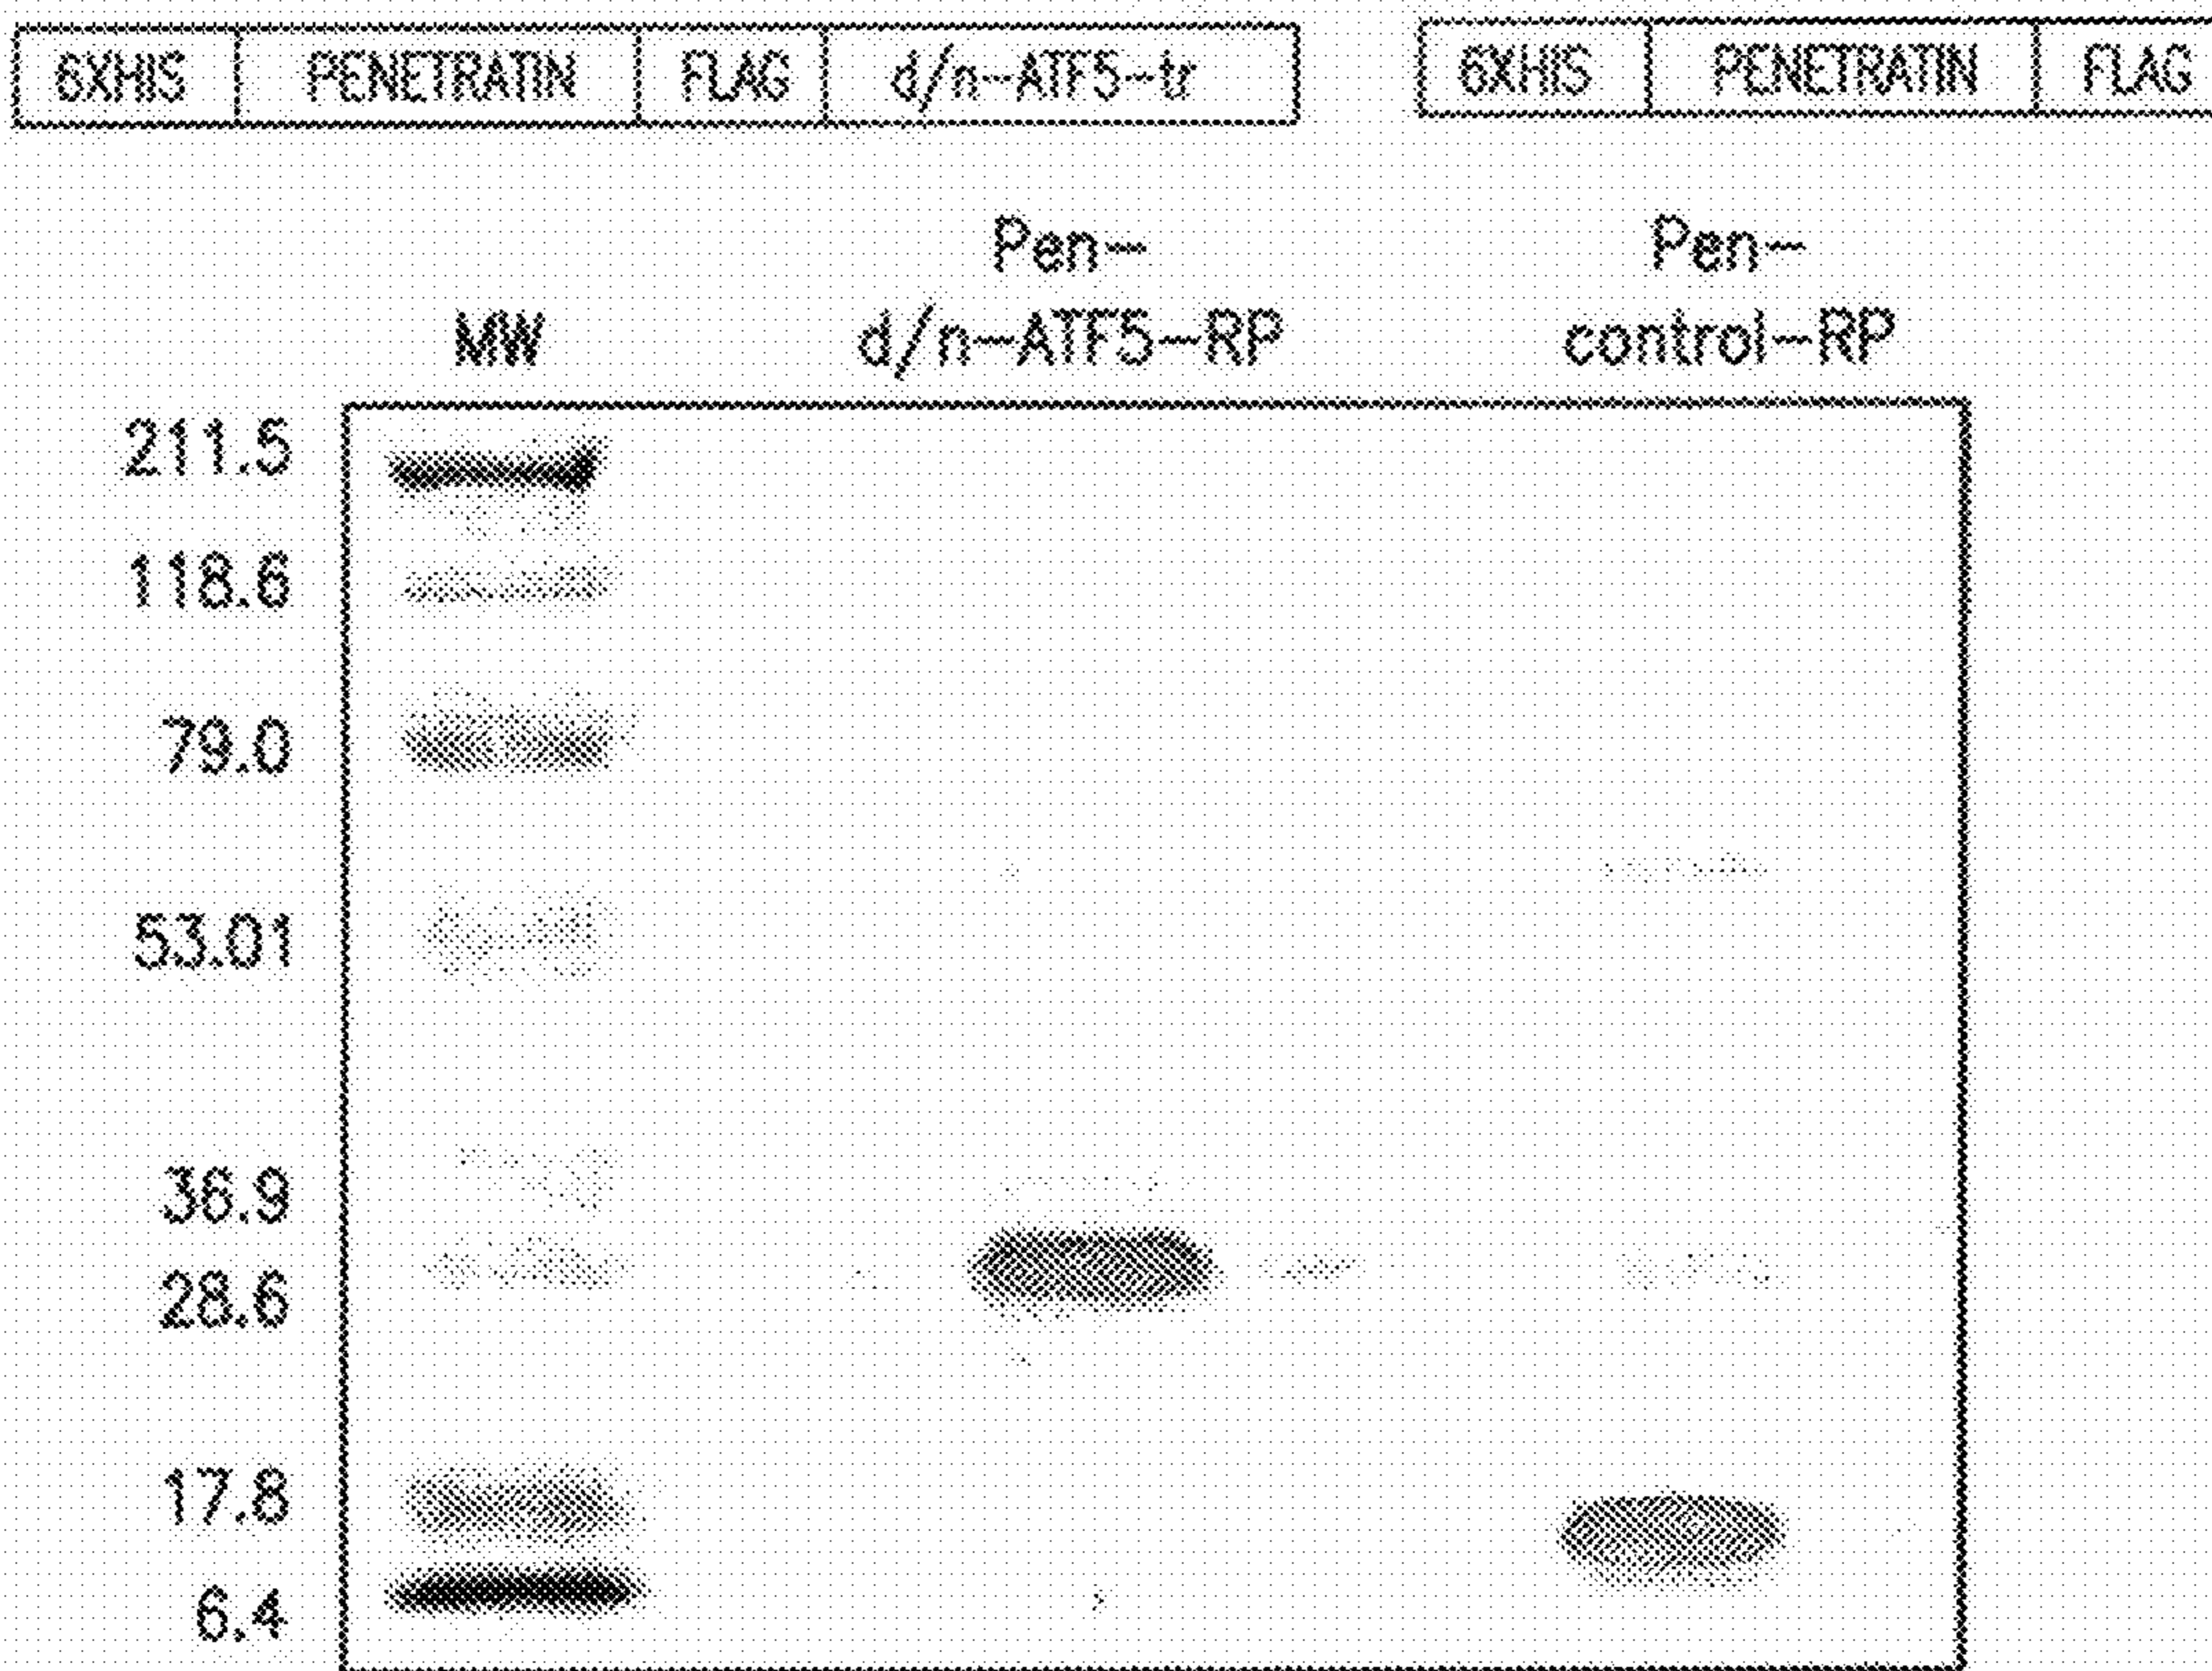 6XHIS PENETRATIN FLAG d/n-ATF5-tr 6XHIS PENETRATIN FLAG
Pen- Pen-
MW d/n-ATF5-RP control-RP
211.5
118.6
79.0
53.01
36.9
28.6
17.8
6.4